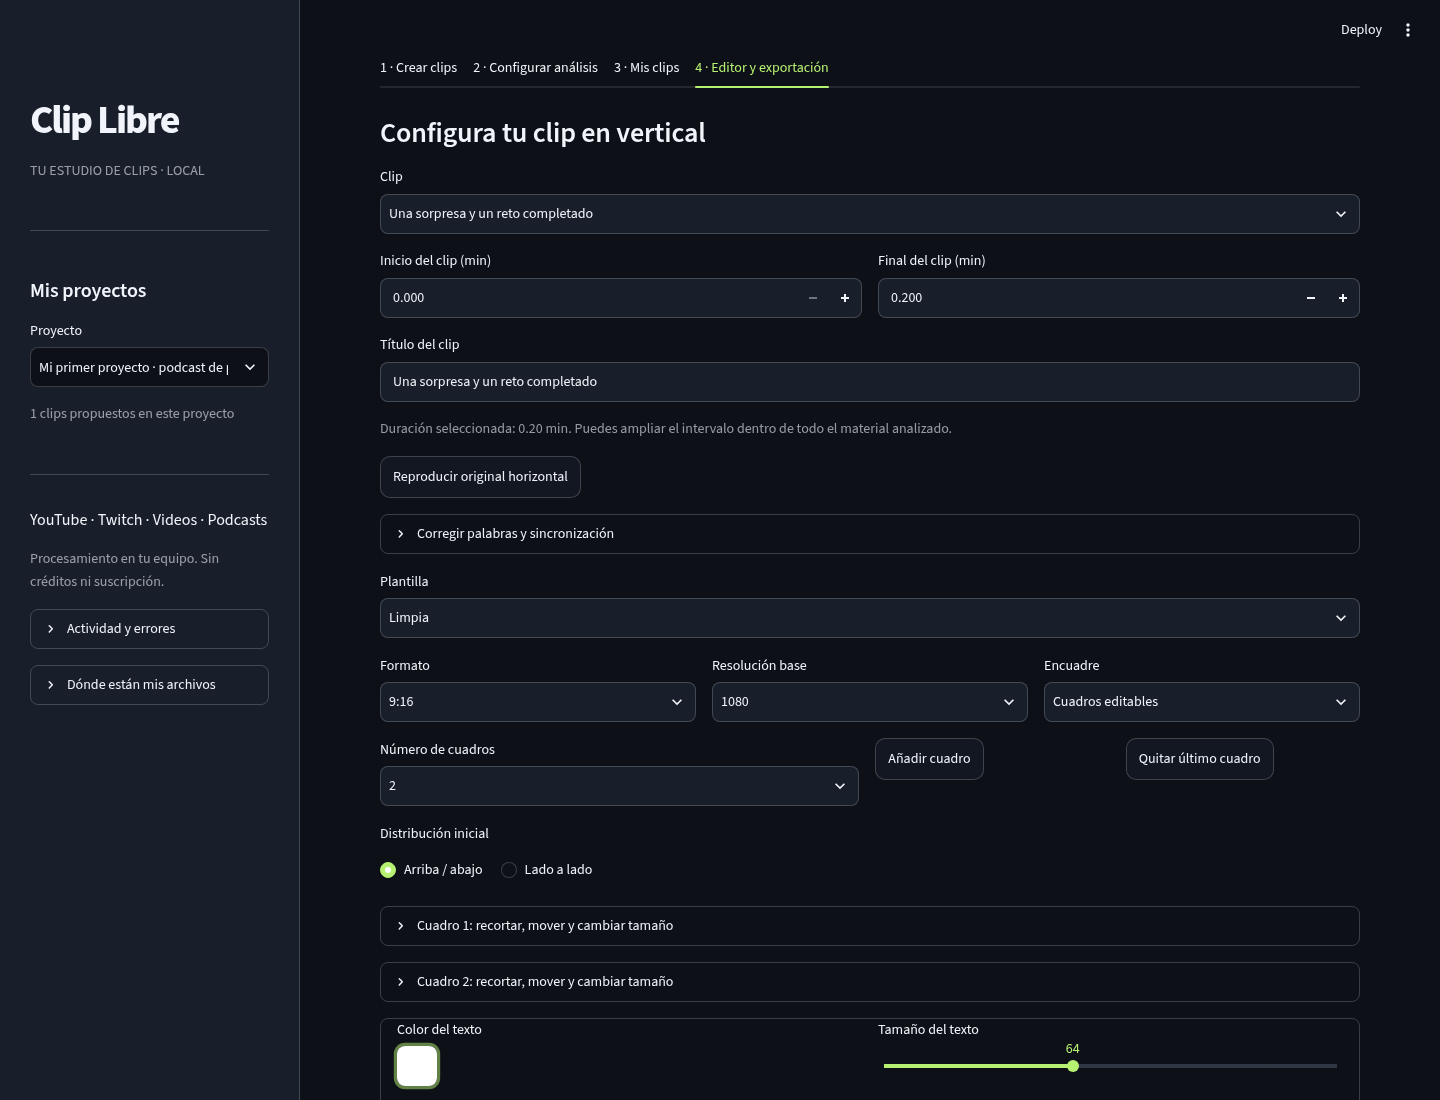 Deploy
Clip Libre
TU ESTUDIO DE CLIPS · LOCAL
Mis proyectos
Proyecto
Mi primer proyecto · podcast de
1 clips propuestos en este proyecto
YouTube · Twitch · Videos · Podcasts
Procesamiento en tu equipo. Sin
créditos ni suscripción.
Actividad y errores
Dónde están mis archivos
1 · Crear clips 2 · Configurar análisis 3 · Mis clips 4 · Editor y exportación
Configura tu clip en vertical
Clip
Una sorpresa y un reto completado
Inicio del clip (min) Final del clip (min)
0.000 0.200
Título del clip
Una sorpresa y un reto completado
Duración seleccionada: 0.20 min. Puedes ampliar el intervalo dentro de todo el material analizado.
Reproducir original horizontal
Corregir palabras y sincronización
Plantilla
Limpia
Formato Resolución base Encuadre
9:16 1080 Cuadros editables
Número de cuadros
2 Añadir cuadro Quitar último cuadro
Distribución inicial
Arriba / abajo Lado a lado
Cuadro 1: recortar, mover y cambiar tamaño
Cuadro 2: recortar, mover y cambiar tamaño
Color del texto Tamaño del texto
64